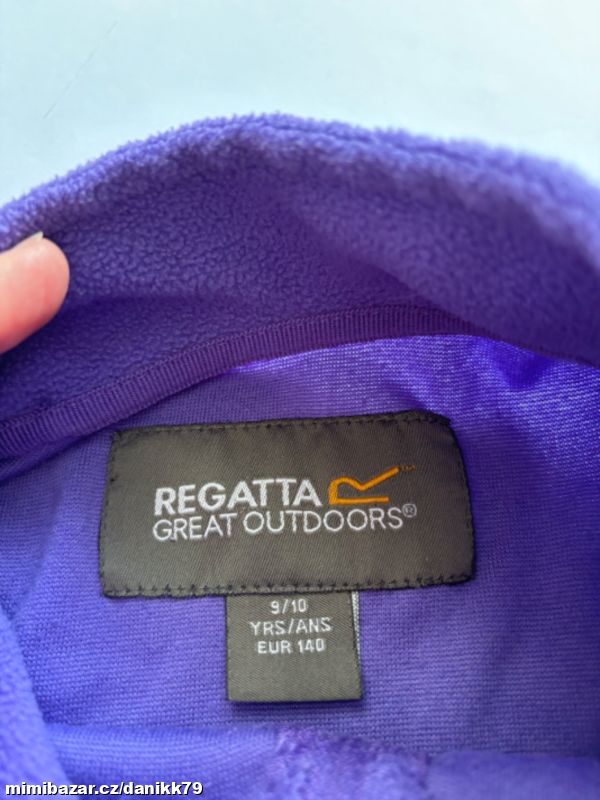 REGATTA
GREAT OUTDOORS®
9/10
YRS/ANS
EUR 140
mimibazar.cz/danikk79